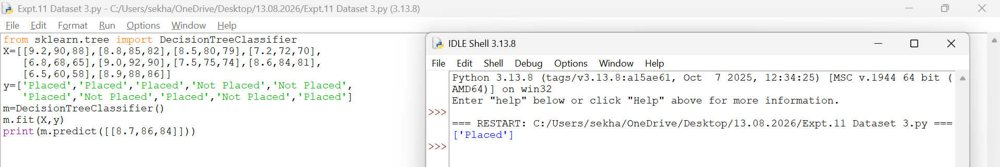 Expt.11 Dataset 3.py - C:/Users/sekha/OneDrive/Desktop/13.08.2026/Expt.11 Dataset 3.py (3.13.8)
File Edit Format Run Options Window Help
from sklearn.tree import DecisionTreeClassifier
X=[[9.2,90,88],[8.8,85,82],[8.5,80,79],[7.2,72,70],
[6.8,68,65],[9.0,92,90],[7.5,75,74],[8.6,84,81],
[6.5,60,58],[8.9,88,86]]
y=['Placed','Placed','Placed','Not Placed','Not Placed',
'Placed','Not Placed','Placed','Not Placed','Placed']
m=DecisionTreeClassifier()
m.fit(X,y)
print(m.predict([[8.7,86,84]]))
IDLE Shell 3.13.8
File Edit Shell Debug Options Window Help
Python 3.13.8 (tags/v3.13.8:a15ae61, Oct  7 2025, 12:34:25) [MSC v.1944 64 bit (
AMD64)] on win32
Enter "help" below or click "Help" above for more information.
>>>
=== RESTART: C:/Users/sekha/OneDrive/Desktop/13.08.2026/Expt.11 Dataset 3.py ===
['Placed']
>>>